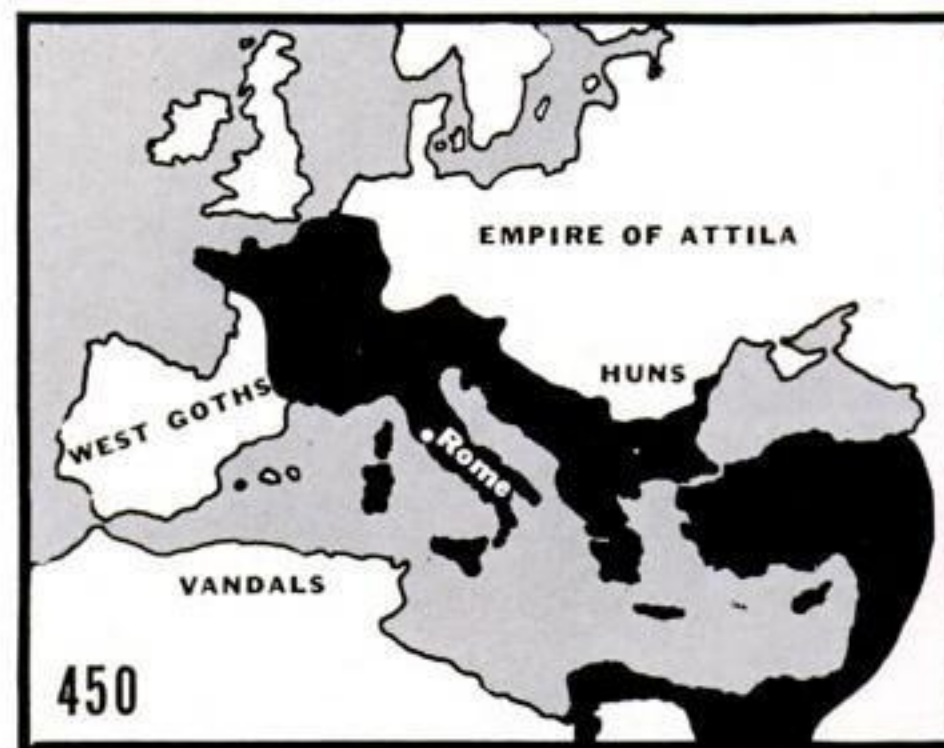 EMPIRE OF ATTILA
HUNS
WEST GOTHS
Rome
VANDALS
450